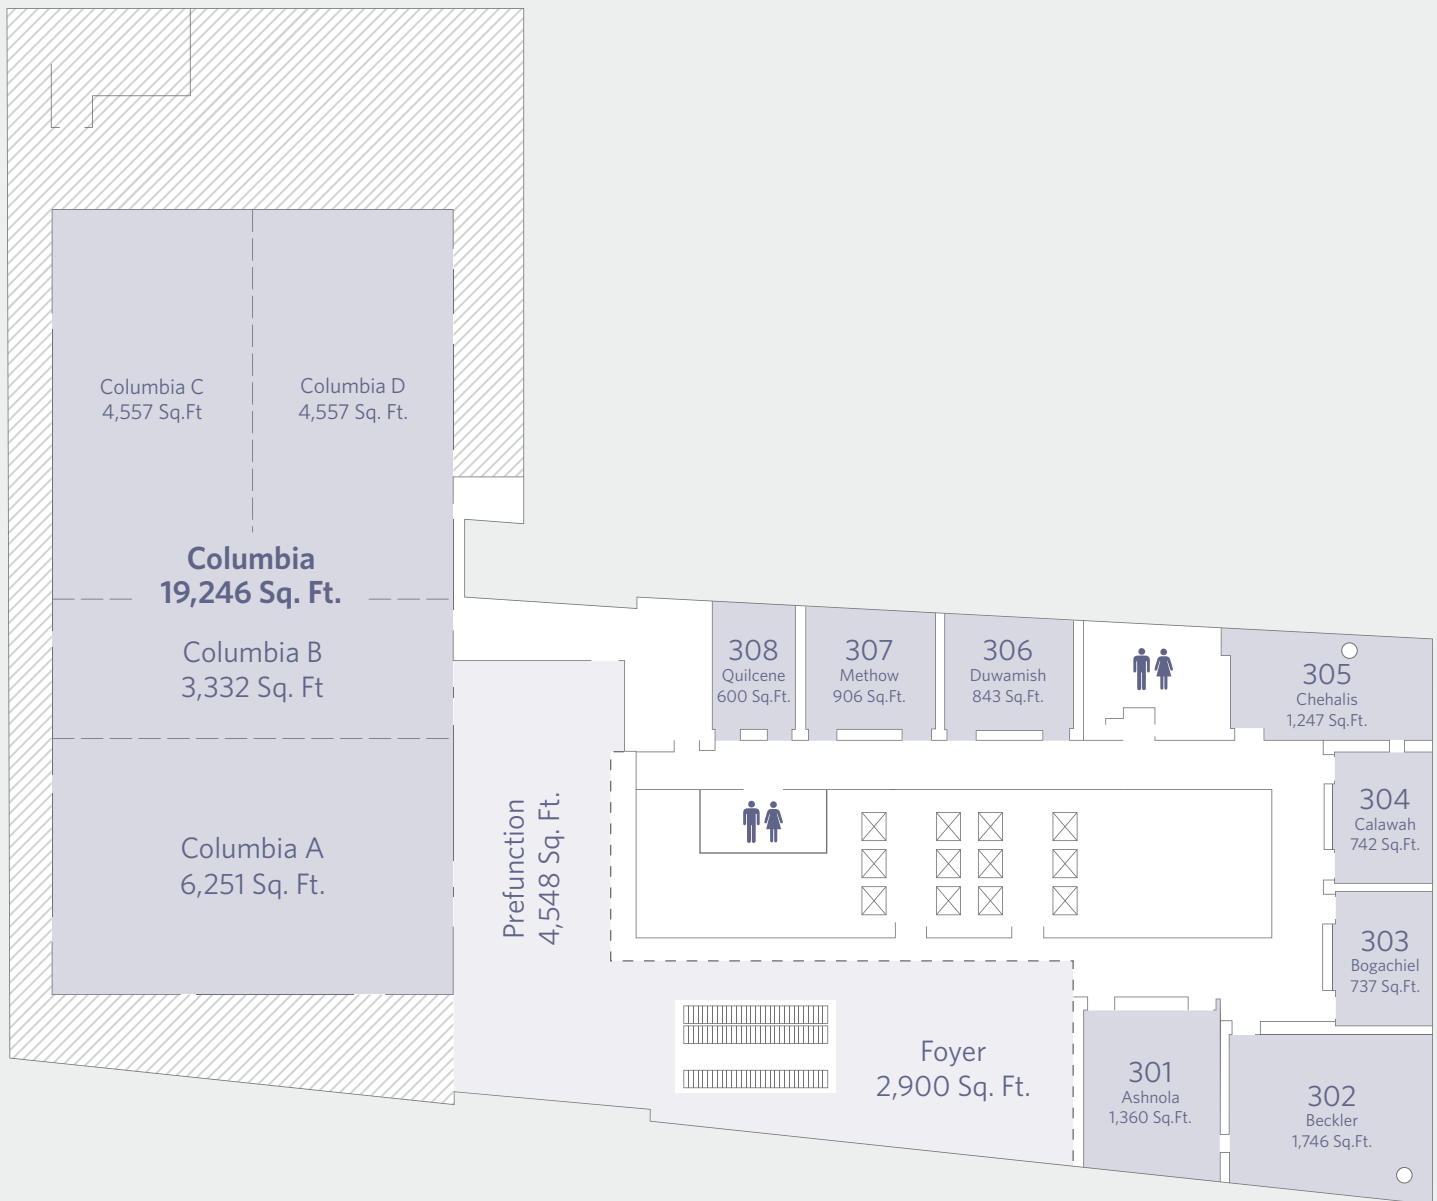 Columbia C
4,557 Sq.Ft
Columbia D
4,557 Sq. Ft.
Columbia
19,246 Sq. Ft.
Columbia B
3,332 Sq. Ft
Columbia A
6,251 Sq. Ft.
Prefunction
4,548 Sq. Ft.
Foyer
2,900 Sq. Ft.
308
Quilcene
600 Sq.Ft.
307
Methow
906 Sq.Ft.
306
Duwamish
843 Sq.Ft.
305
Chehalis
1,247 Sq.Ft.
304
Calawah
742 Sq.Ft.
303
Bogachiel
737 Sq.Ft.
301
Ashnola
1,360 Sq.Ft.
302
Beckler
1,746 Sq.Ft.